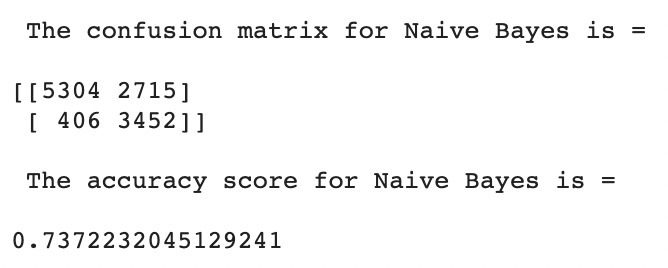 The confusion matrix for Naive Bayes is =
[[5304 2715]
[ 406 3452]]
The accuracy score for Naive Bayes is =
0.7372232045129241